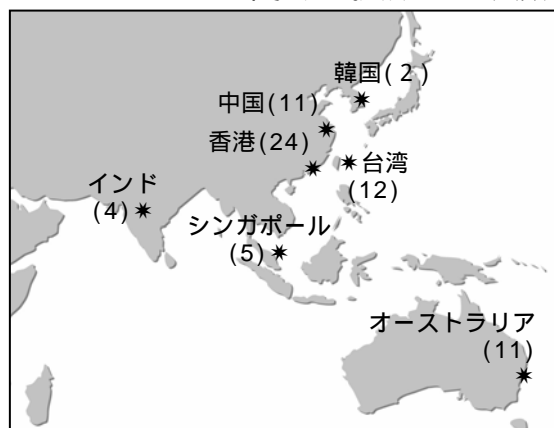 韓国(2)
中国(11)
香港(24)
台湾
(12)
インド
(4)
シンガポール
(5)
オーストラリア
(11)